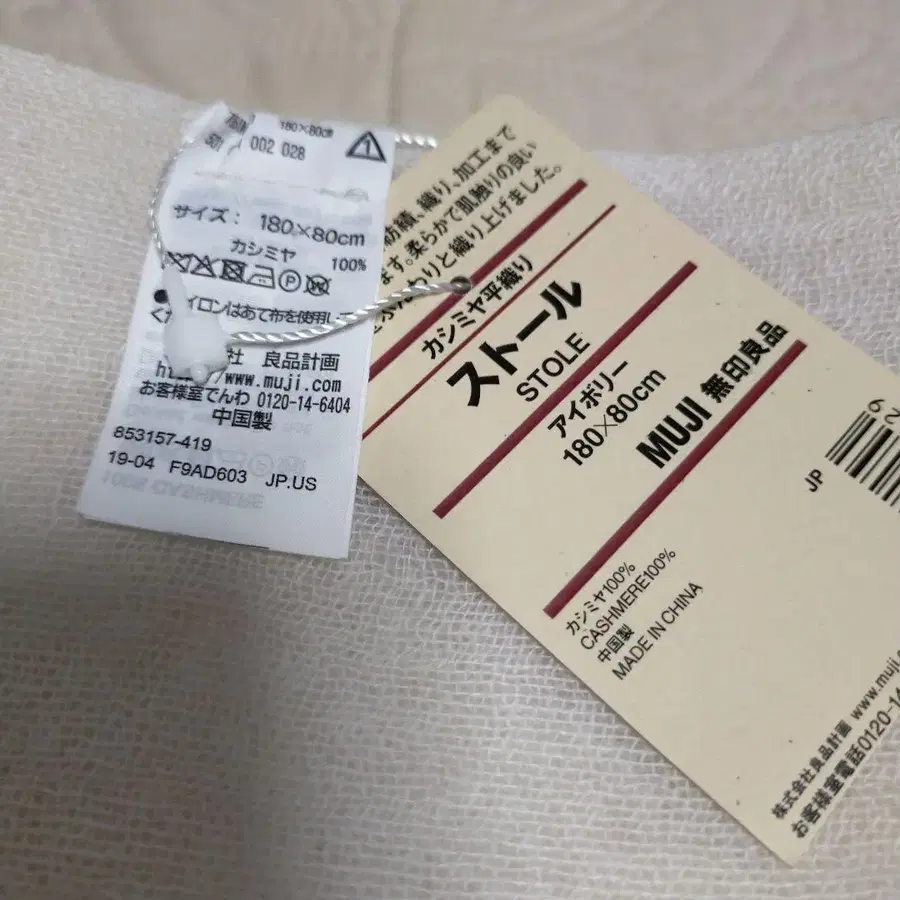 180×80cm
002 028
サイズ: 180×80cm
カシミヤ 100%
イロンはあて布を使用し
社 良品計画
www.muji.com
お客様室でんわ 0120-14-6404
中国製
853157-419
19-04 F9AD603 JP.US
100% CASHMERE
紡績、織り、加工まで
ます。柔らかで肌触りの良い
りと織り上げました。
カシミヤ平織り
ストール
STOLE
アイボリー
180×80cm
MUJI 無印良品
JP
カシミヤ100%
CASHMERE100%
中国製
MADE IN CHINA
株式会社良品計画 www.muji.c
お客様室電話0120-14